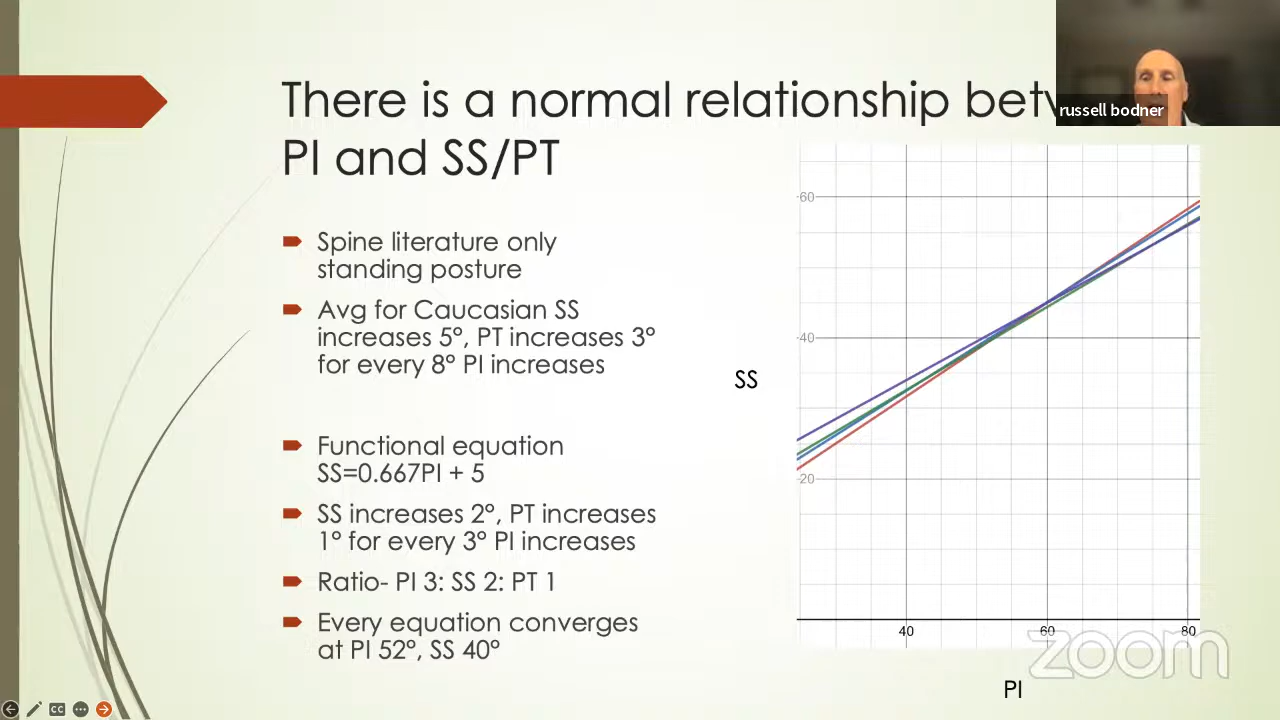 There is a normal relationship betw
PI and SS/PT
russell bodner
Spine literature only
standing posture
Avg for Caucasian SS
increases 5°, PT increases 3°
for every 8° PI increases
Functional equation
SS=0.667PI + 5
SS increases 2°, PT increases
1° for every 3° PI increases
Ratio- PI 3: SS 2: PT 1
Every equation converges
at PI 52°, SS 40°
SS
60
40
20
40
60
80
PI
zoom
CC